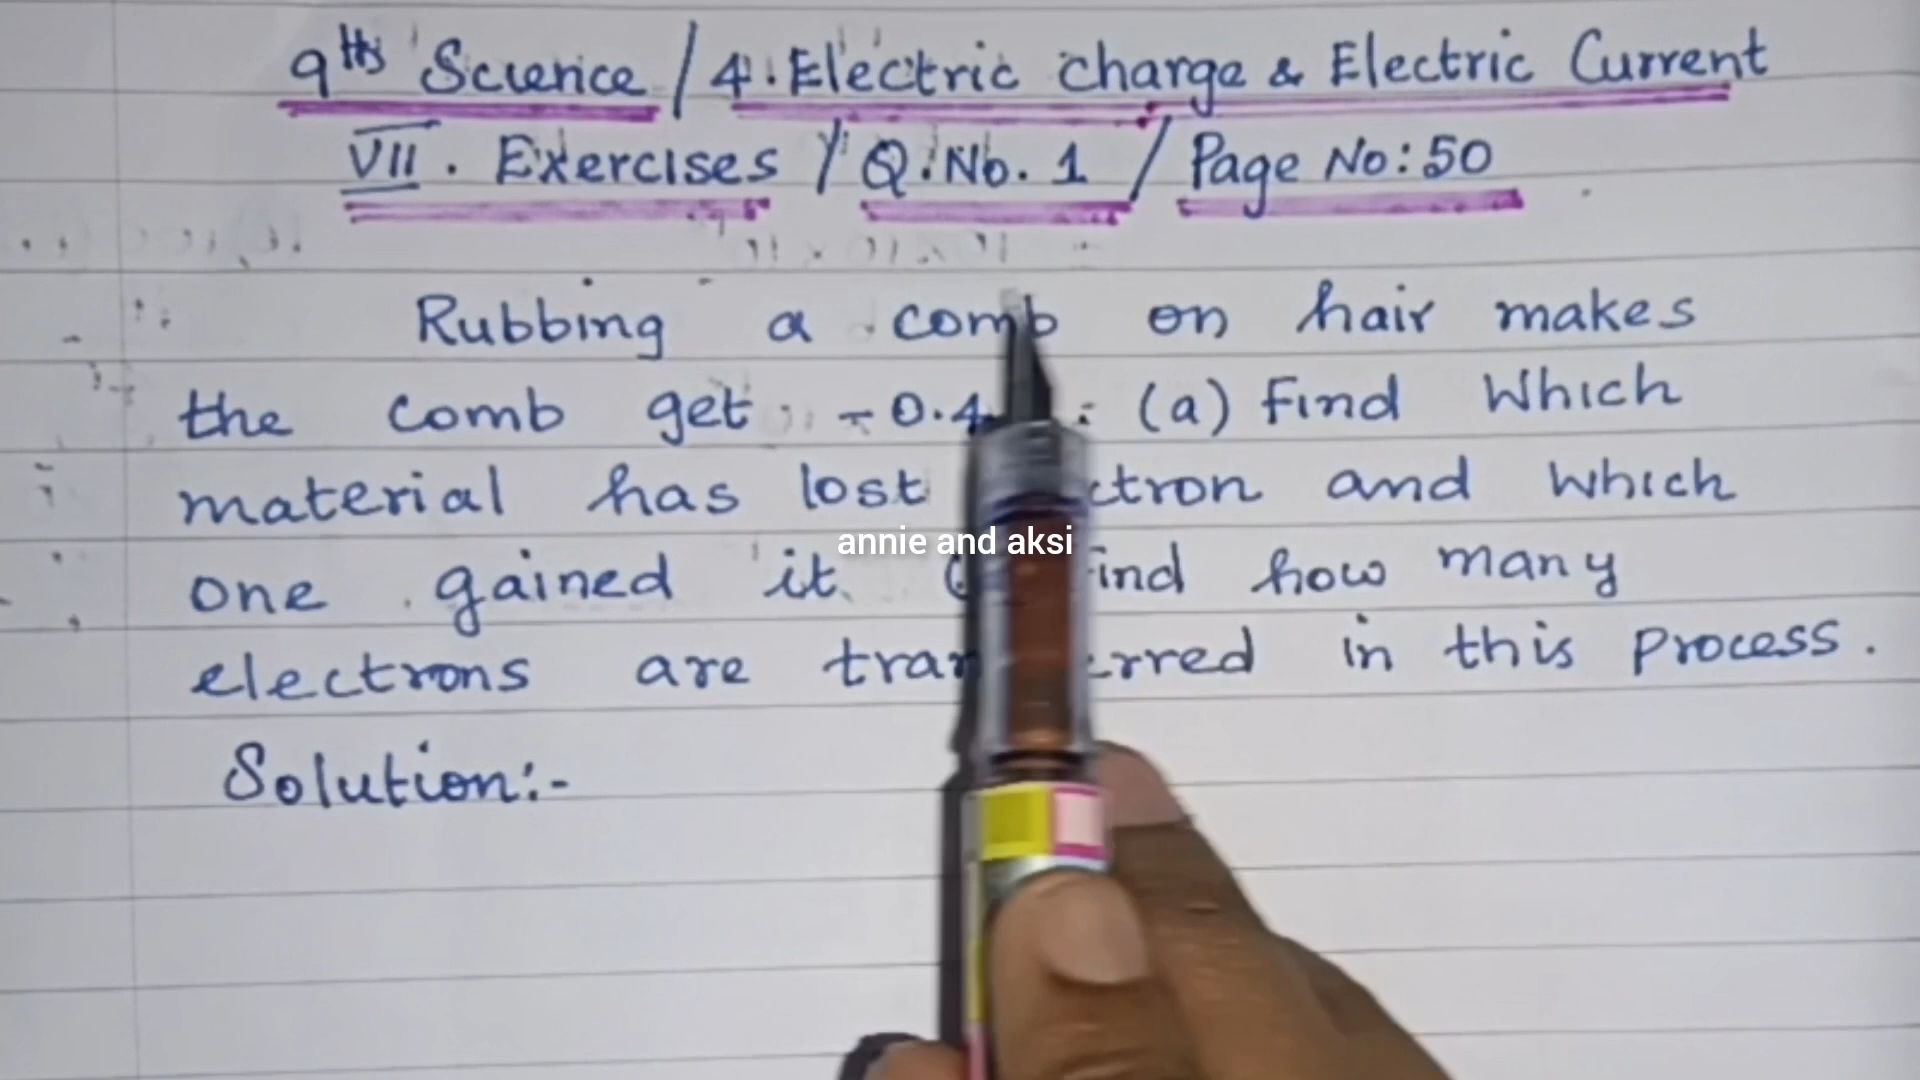 9th Science / 4. Electric charge & Electric Current
VII. Exercises / Q.No. 1 / Page No: 50
Rubbing a comb on hair makes
the comb get -0.4 (a) Find Which
material has lost and which
one gained it. how many
electrons are in this process.
Solution:-
annie and aksi